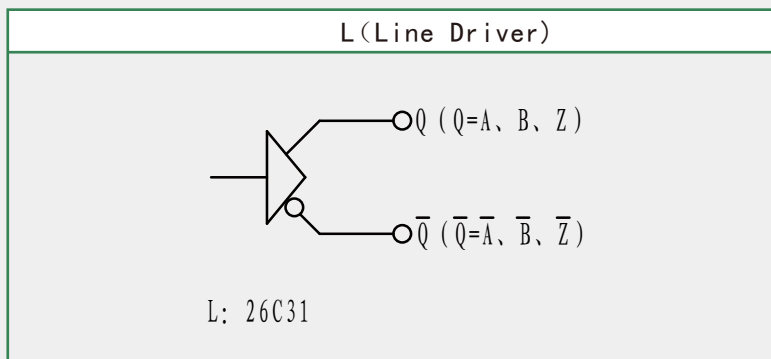 L(Line Driver)
Q (Q=A、B、Z)
Q̅ (Q̅=A̅、B̅、Z̅)
L: 26C31